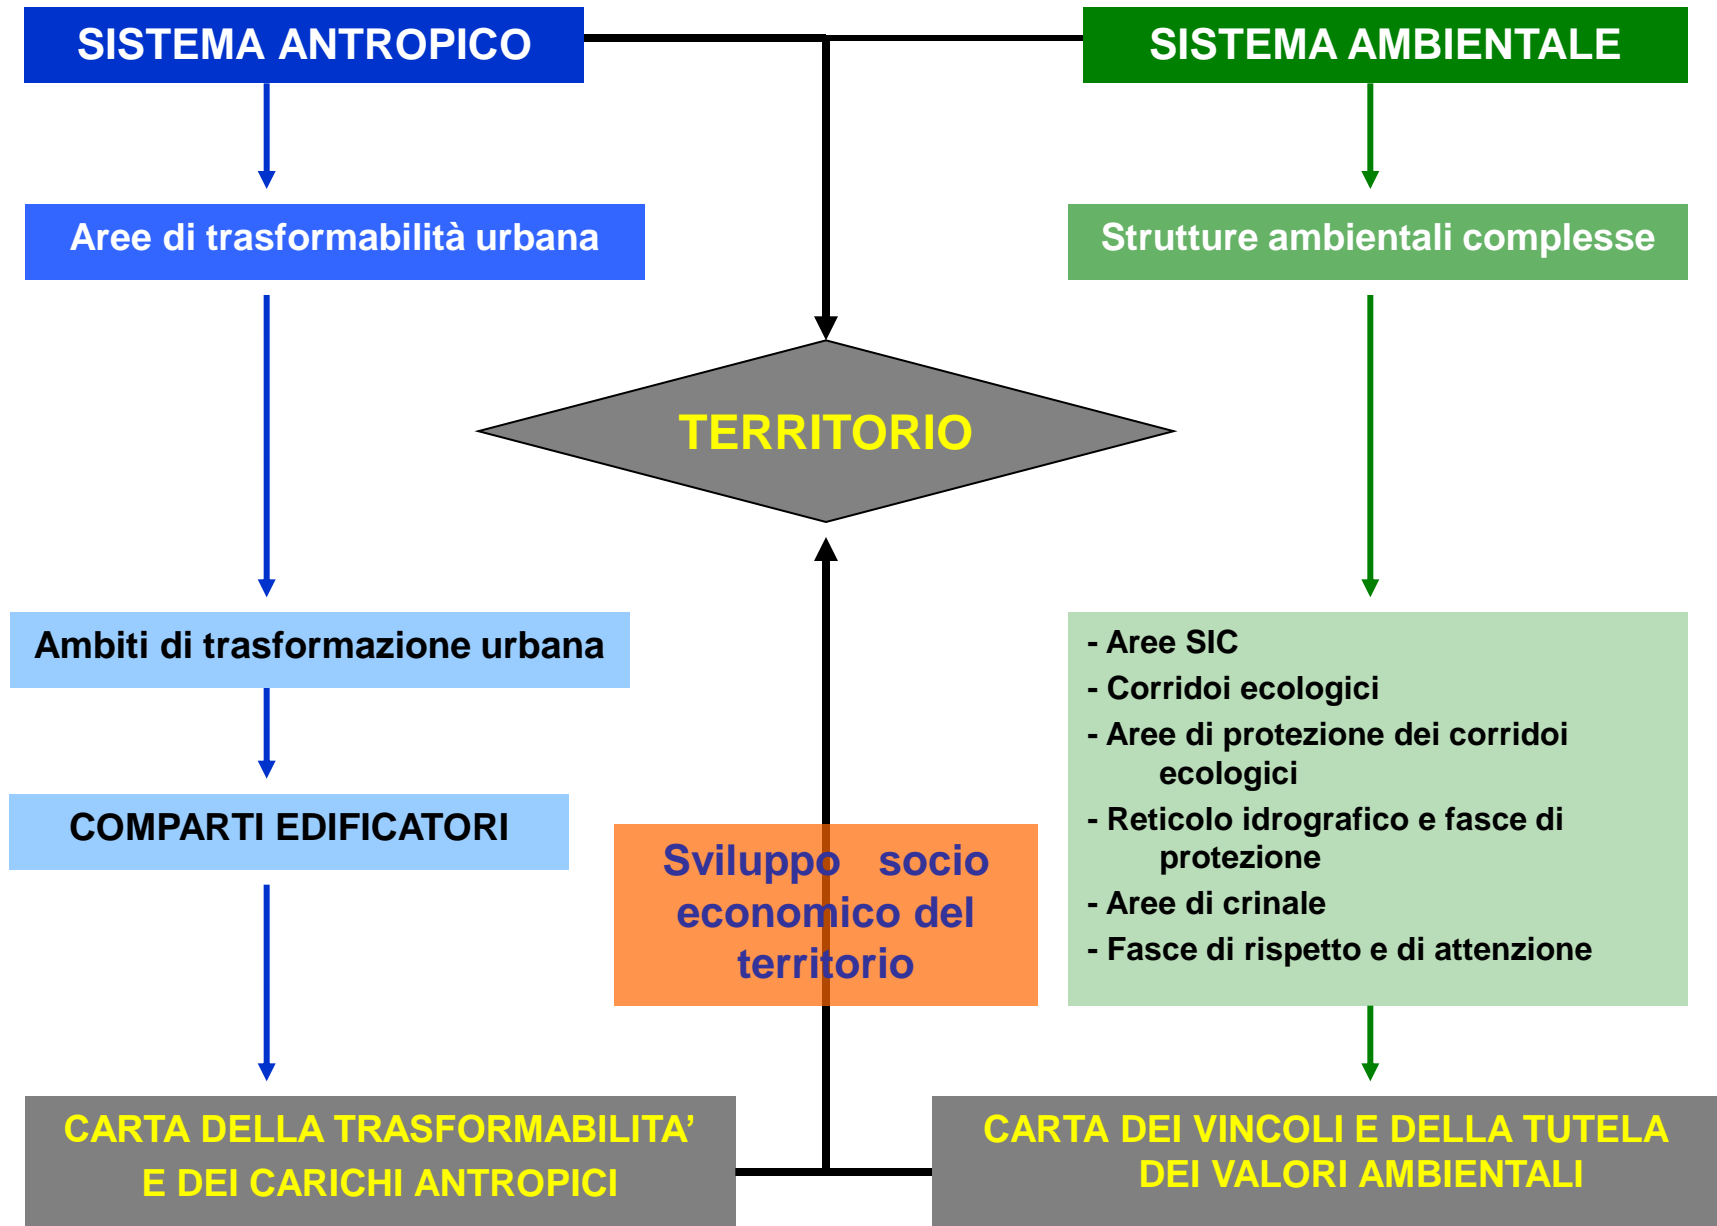 SISTEMA ANTROPICO
SISTEMA AMBIENTALE
Aree di trasformabilità urbana
Strutture ambientali complesse
TERRITORIO
Ambiti di trasformazione urbana
COMPARTI EDIFICATORI
- Aree SIC
- Corridoi ecologici
- Aree di protezione dei corridoi
ecologici
- Reticolo idrografico e fasce di
protezione
- Aree di crinale
- Fasce di rispetto e di attenzione
Sviluppo socio
economico del
territorio
CARTA DELLA TRASFORMABILITA’
E DEI CARICHI ANTROPICI
CARTA DEI VINCOLI E DELLA TUTELA
DEI VALORI AMBIENTALI